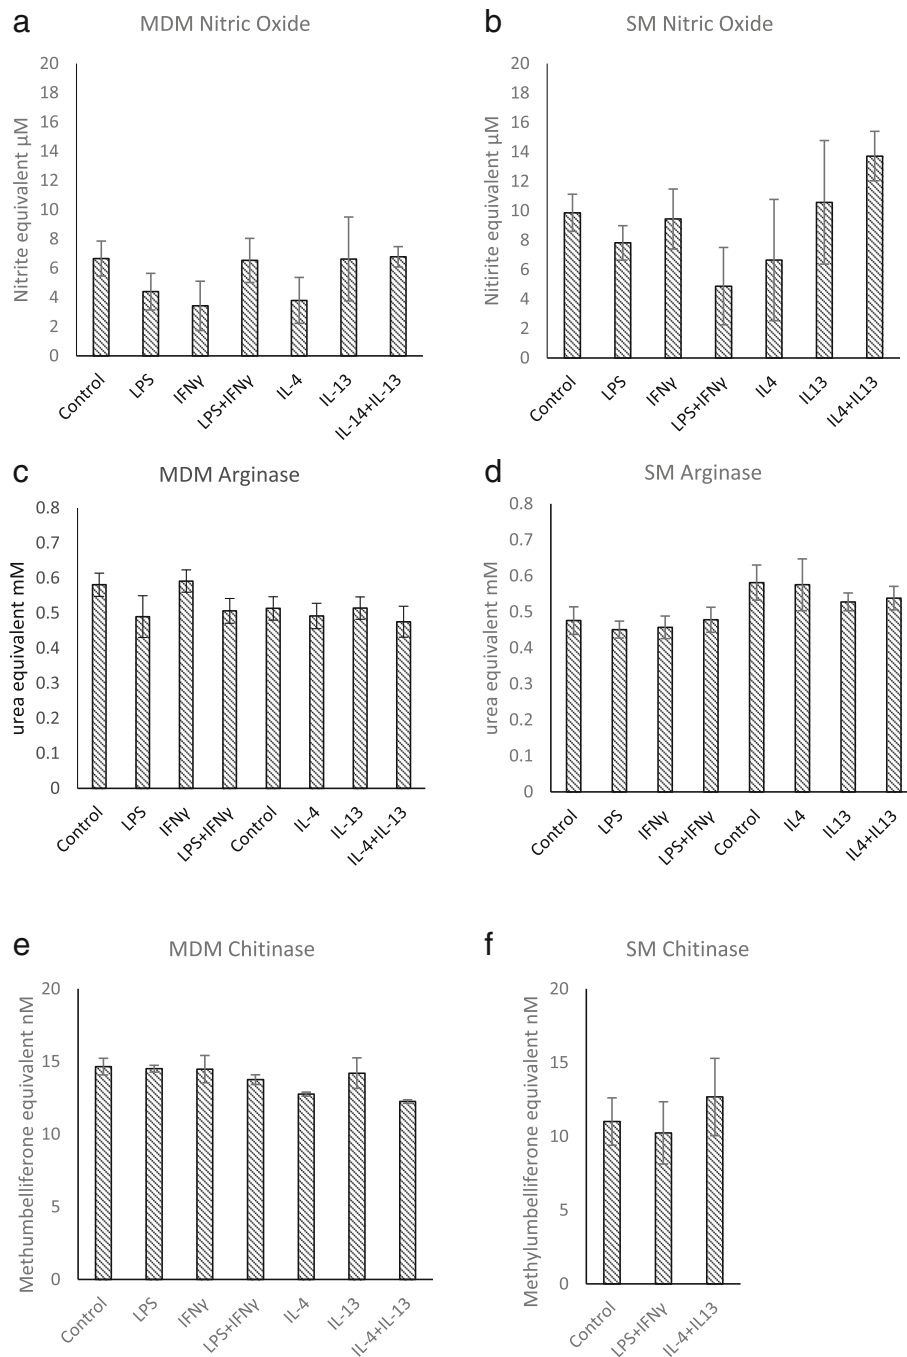 a
MDM Nitric Oxide
Nitrite equivalent µM
20
18
16
14
12
10
8
6
4
2
0
Control
LPS
IFNγ
LPS+IFNγ
IL-4
IL-13
IL-14+IL-13
b
SM Nitric Oxide
Nitirite equivalent µM
20
18
16
14
12
10
8
6
4
2
0
Control
LPS
IFNγ
LPS+IFNγ
IL4
IL13
IL4+IL13
c
MDM Arginase
urea equivalent mM
0.8
0.7
0.6
0.5
0.4
0.3
0.2
0.1
0
Control
LPS
IFNγ
LPS+IFNγ
Control
IL-4
IL-13
IL-4+IL-13
d
SM Arginase
urea equivalent mM
0.8
0.7
0.6
0.5
0.4
0.3
0.2
0.1
0
Control
LPS
IFNγ
LPS+IFNγ
Control
IL4
IL13
IL4+IL13
e
MDM Chitinase
Methumbelliferone equivalent nM
20
15
10
5
0
Control
LPS
IFNγ
LPS+IFNγ
IL-4
IL-13
IL-4+IL-13
f
SM Chitinase
Methylumbelliferone equivalent nM
20
15
10
5
0
Control
LPS+IFNγ
IL-4+IL13